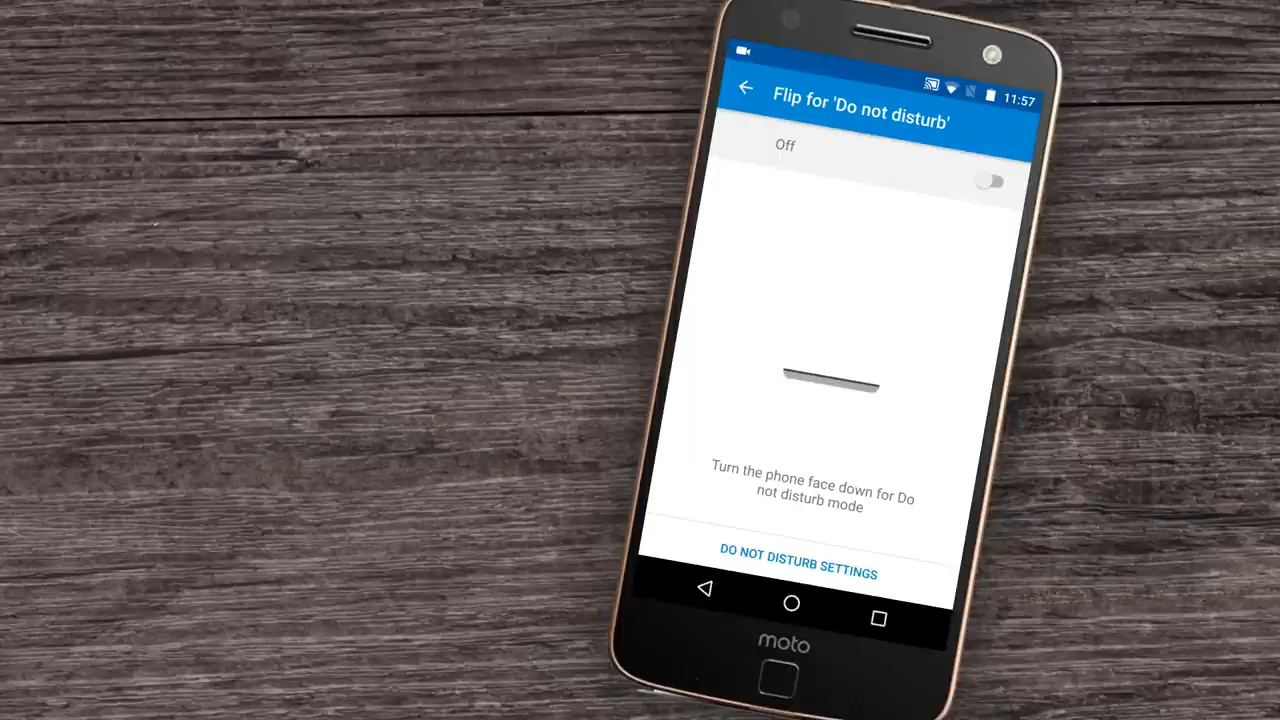 11:57
Flip for 'Do not disturb'
Off
Turn the phone face down for Do
not disturb mode
DO NOT DISTURB SETTINGS
moto